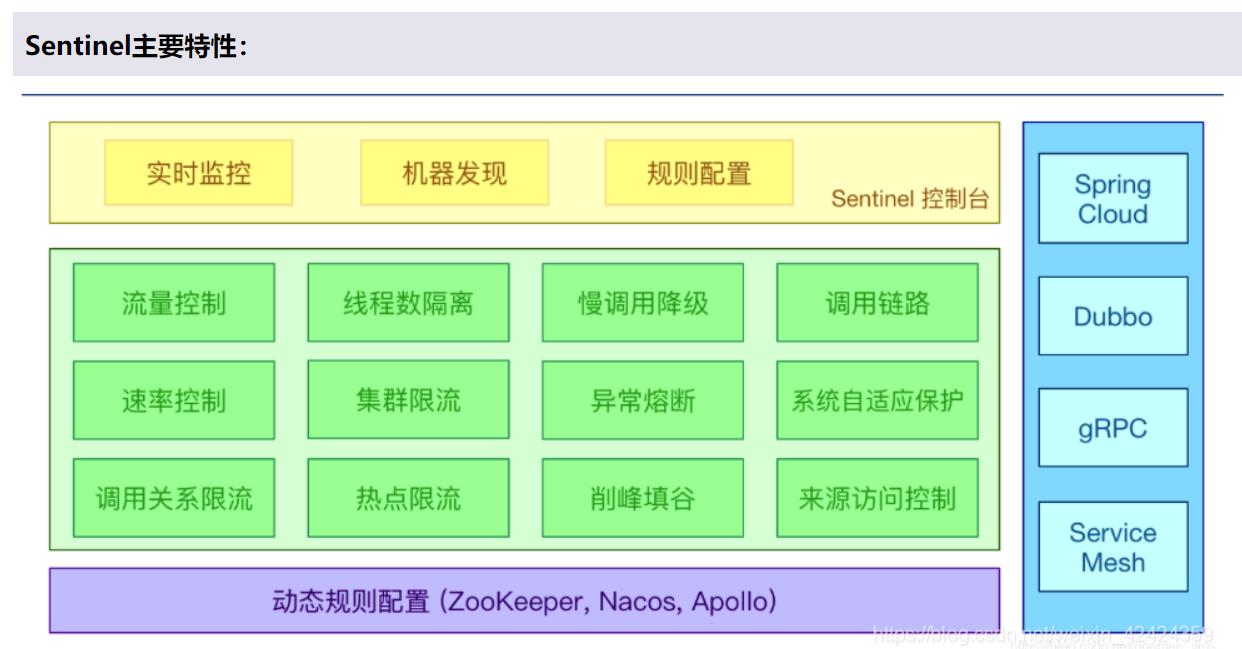 Sentinel主要特性：
实时监控
机器发现
规则配置
Sentinel 控制台
流量控制
线程数隔离
慢调用降级
调用链路
速率控制
集群限流
异常熔断
系统自适应保护
调用关系限流
热点限流
削峰填谷
来源访问控制
动态规则配置 (ZooKeeper, Nacos, Apollo)
Spring
Cloud
Dubbo
gRPC
Service
Mesh
https://blog.csdn.net/weixin_42424359